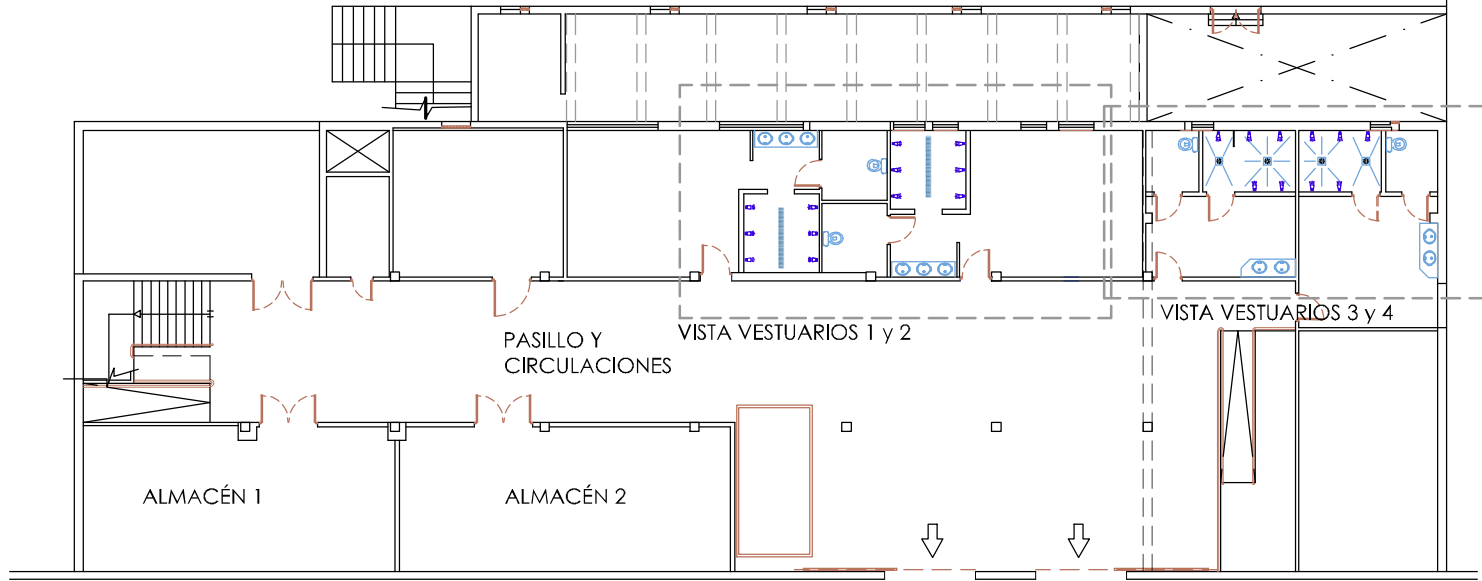 PASILLO Y
CIRCULACIONES
VISTA VESTUARIOS 1 y 2
VISTA VESTUARIOS 3 y 4
ALMACÉN 1
ALMACÉN 2